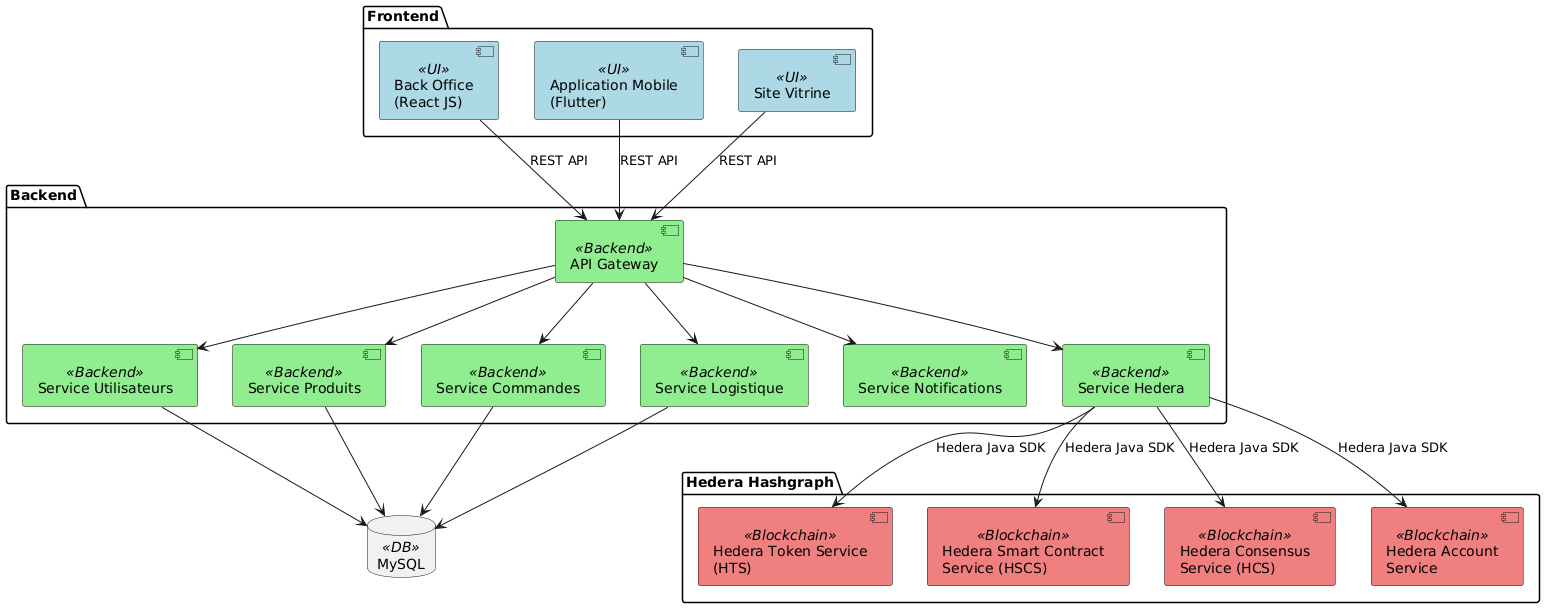 Frontend
«UI»
Back Office
(React JS)
«UI»
Application Mobile
(Flutter)
«UI»
Site Vitrine
REST API
REST API
REST API
Backend
«Backend»
API Gateway
«Backend»
Service Utilisateurs
«Backend»
Service Produits
«Backend»
Service Commandes
«Backend»
Service Logistique
«Backend»
Service Notifications
«Backend»
Service Hedera
Hedera Java SDK
Hedera Java SDK
Hedera Java SDK
Hedera Java SDK
«DB»
MySQL
Hedera Hashgraph
«Blockchain»
Hedera Token Service
(HTS)
«Blockchain»
Hedera Smart Contract
Service (HSCS)
«Blockchain»
Hedera Consensus
Service (HCS)
«Blockchain»
Hedera Account
Service